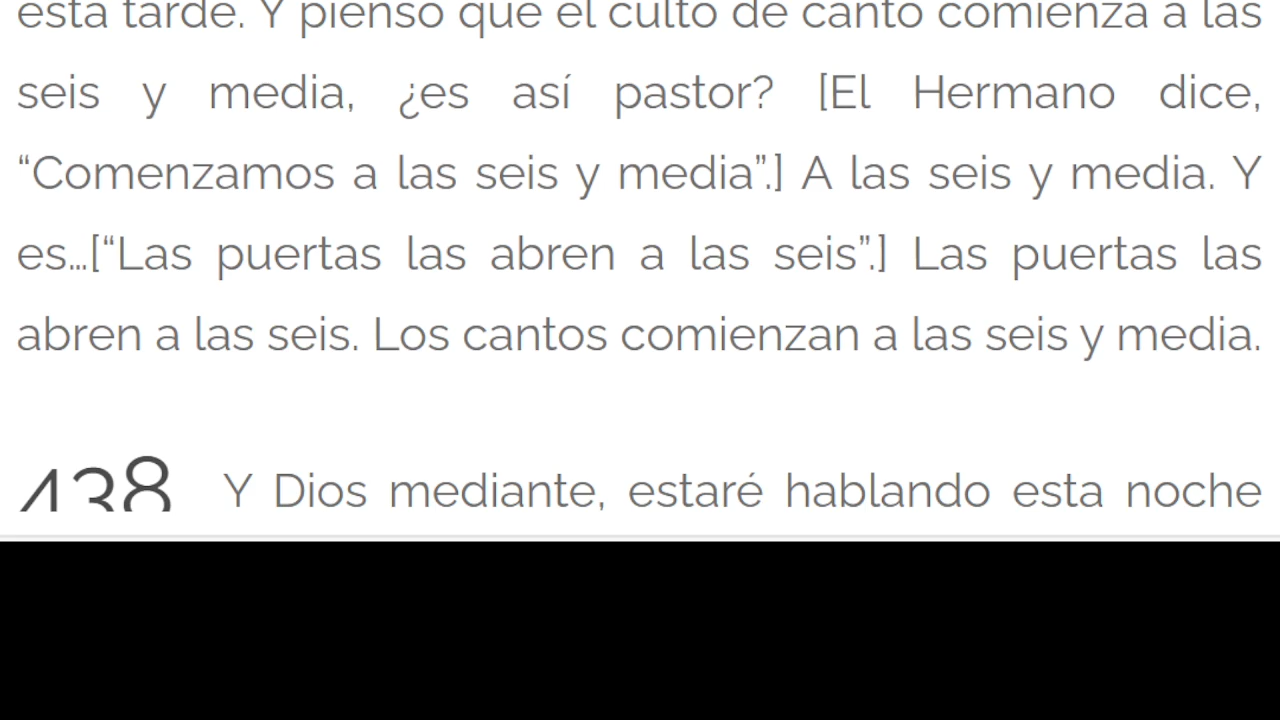 esta tarde. Y pienso que el culto de canto comienza a las
seis y media, ¿es así pastor? [El Hermano dice,
“Comenzamos a las seis y media”.] A las seis y media. Y
es…[“Las puertas las abren a las seis”.] Las puertas las
abren a las seis. Los cantos comienzan a las seis y media.
438 Y Dios mediante, estaré hablando esta noche